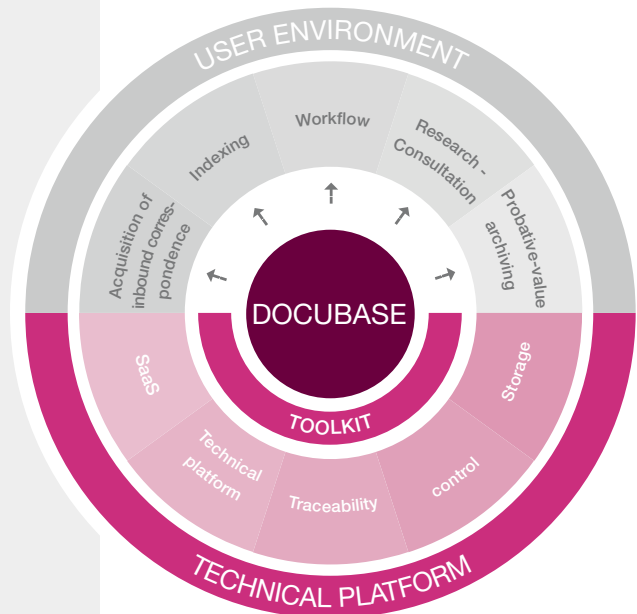 USER ENVIRONMENT
Acquisition of
inbound corres-
pondence
Indexing
Workflow
Research -
Consultation
Probative-value
archiving
DOCUBASE
TOOLKIT
SaaS
Technical
platform
Traceability
control
Storage
TECHNICAL PLATFORM